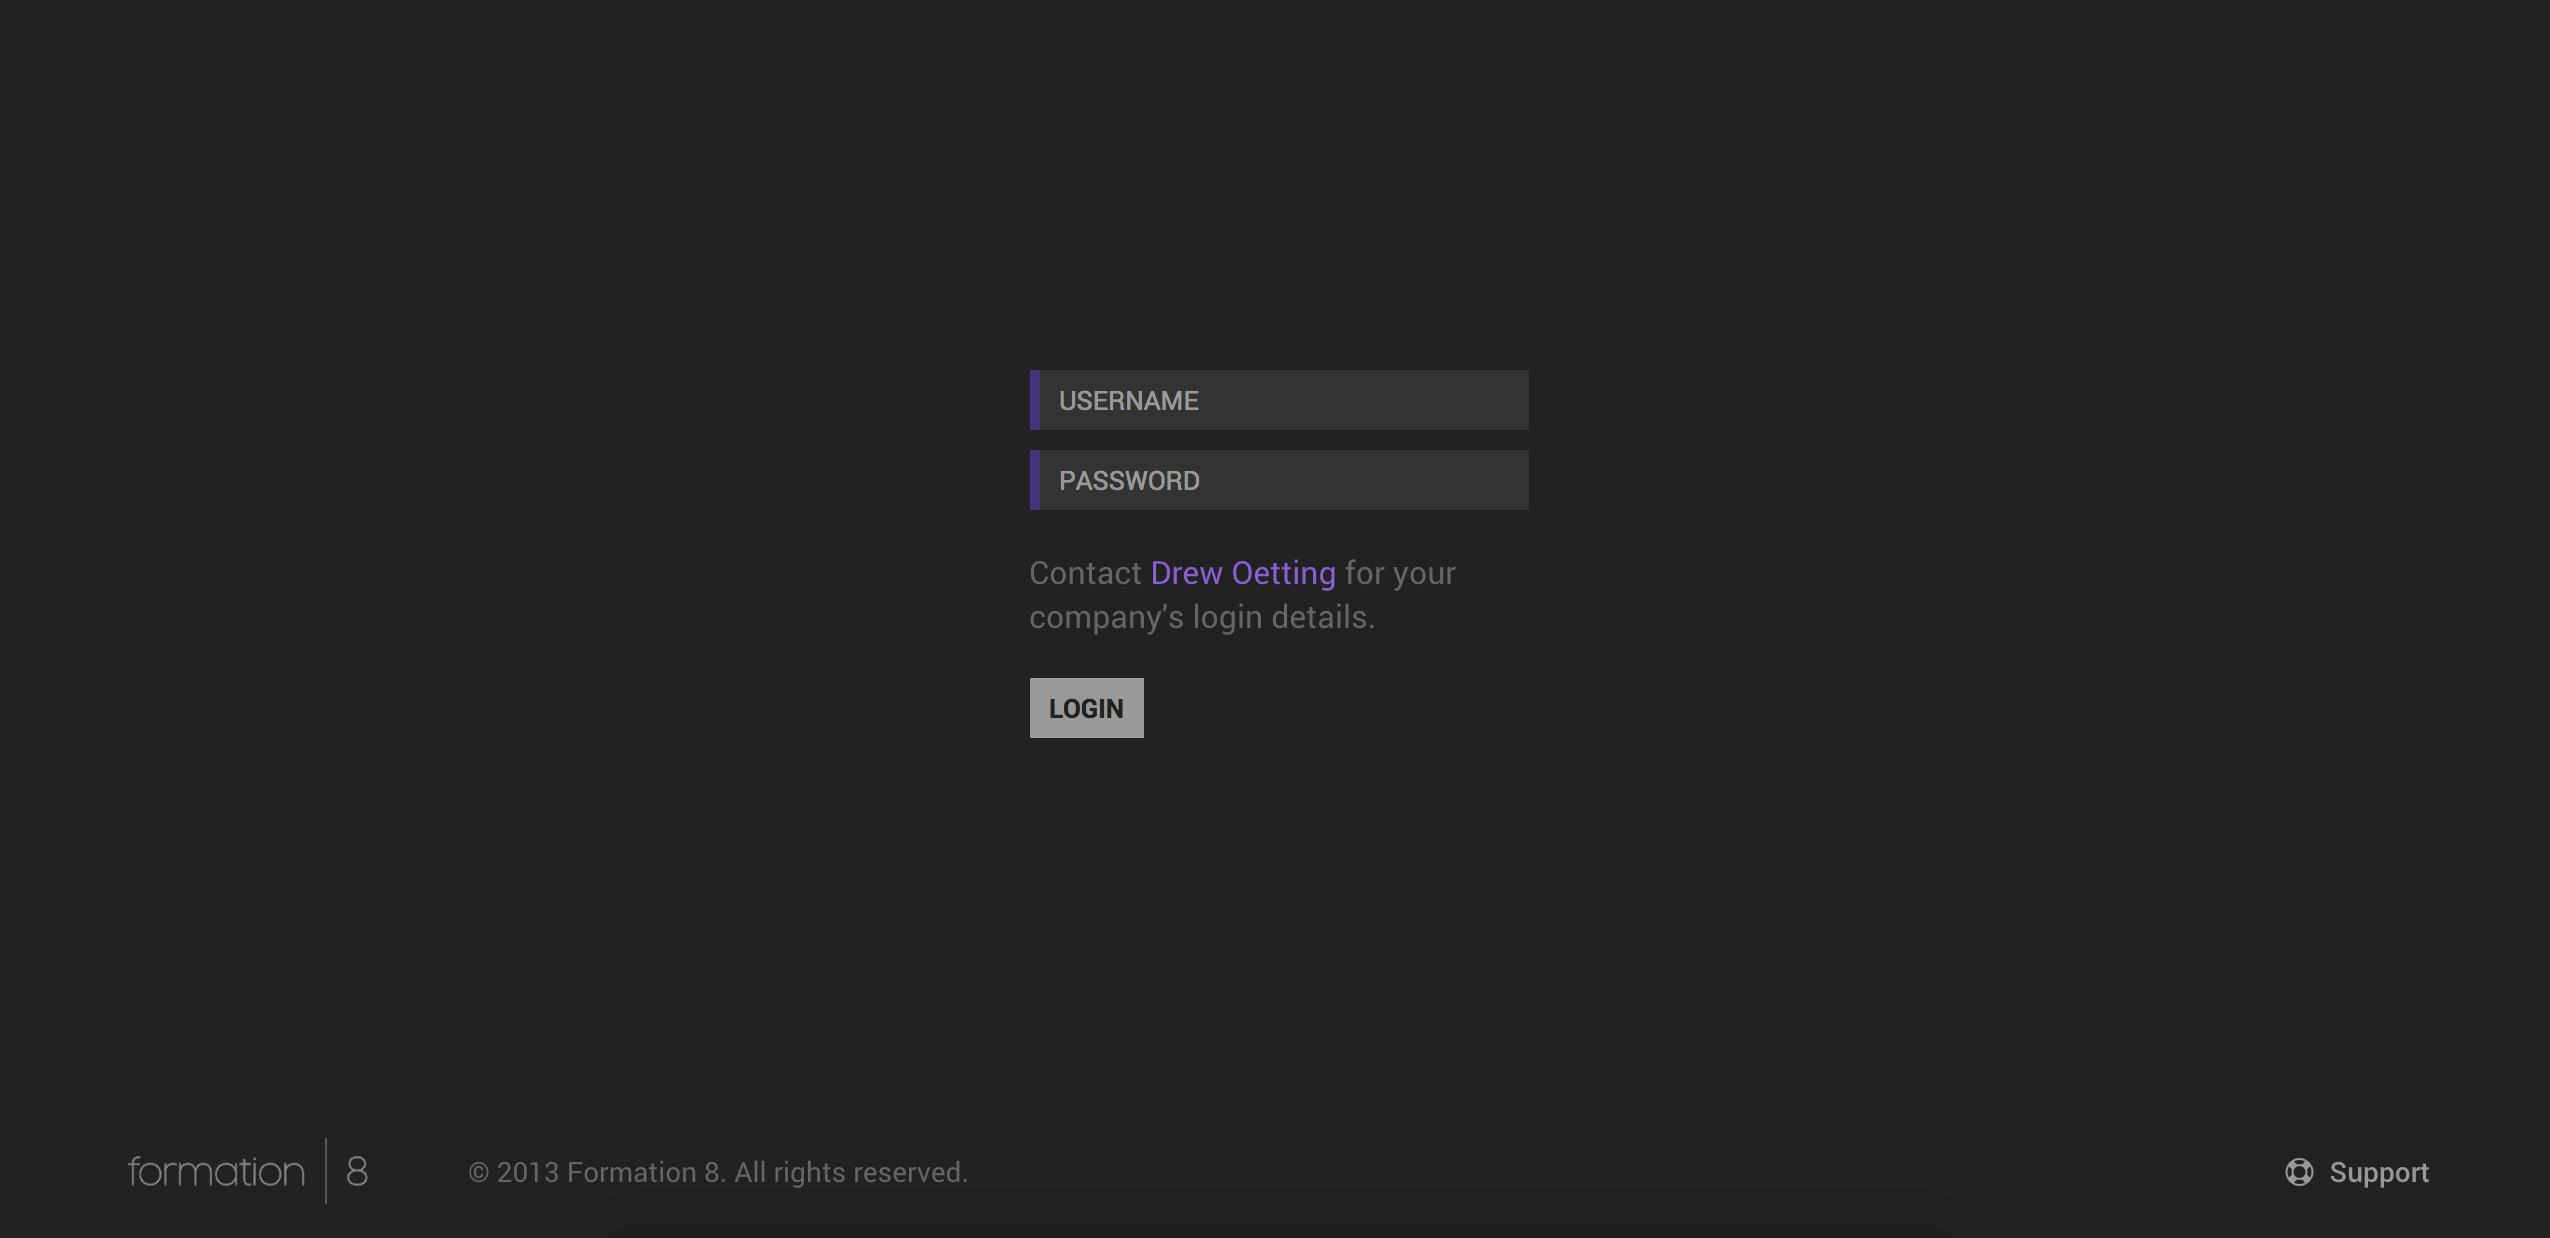 USERNAME
PASSWORD
Contact Drew Oetting for your
company's login details.
LOGIN
formation 8
© 2013 Formation 8. All rights reserved.
Support